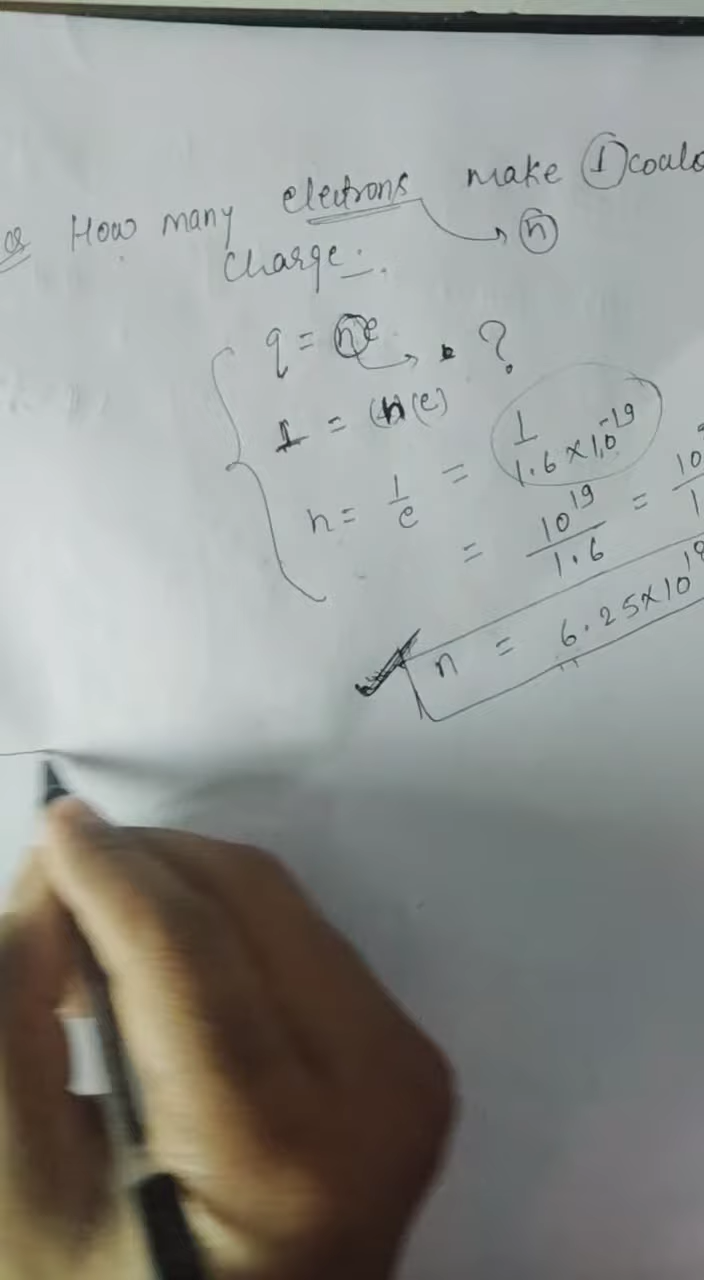 Q How many electrons make 1 coulo
→ n
charge.
q = ne → ?
1 = (n(e)
n = 1/e = 1/1.6×10^-19
= 10^19/1.6 = 10
n = 6.25×10^18